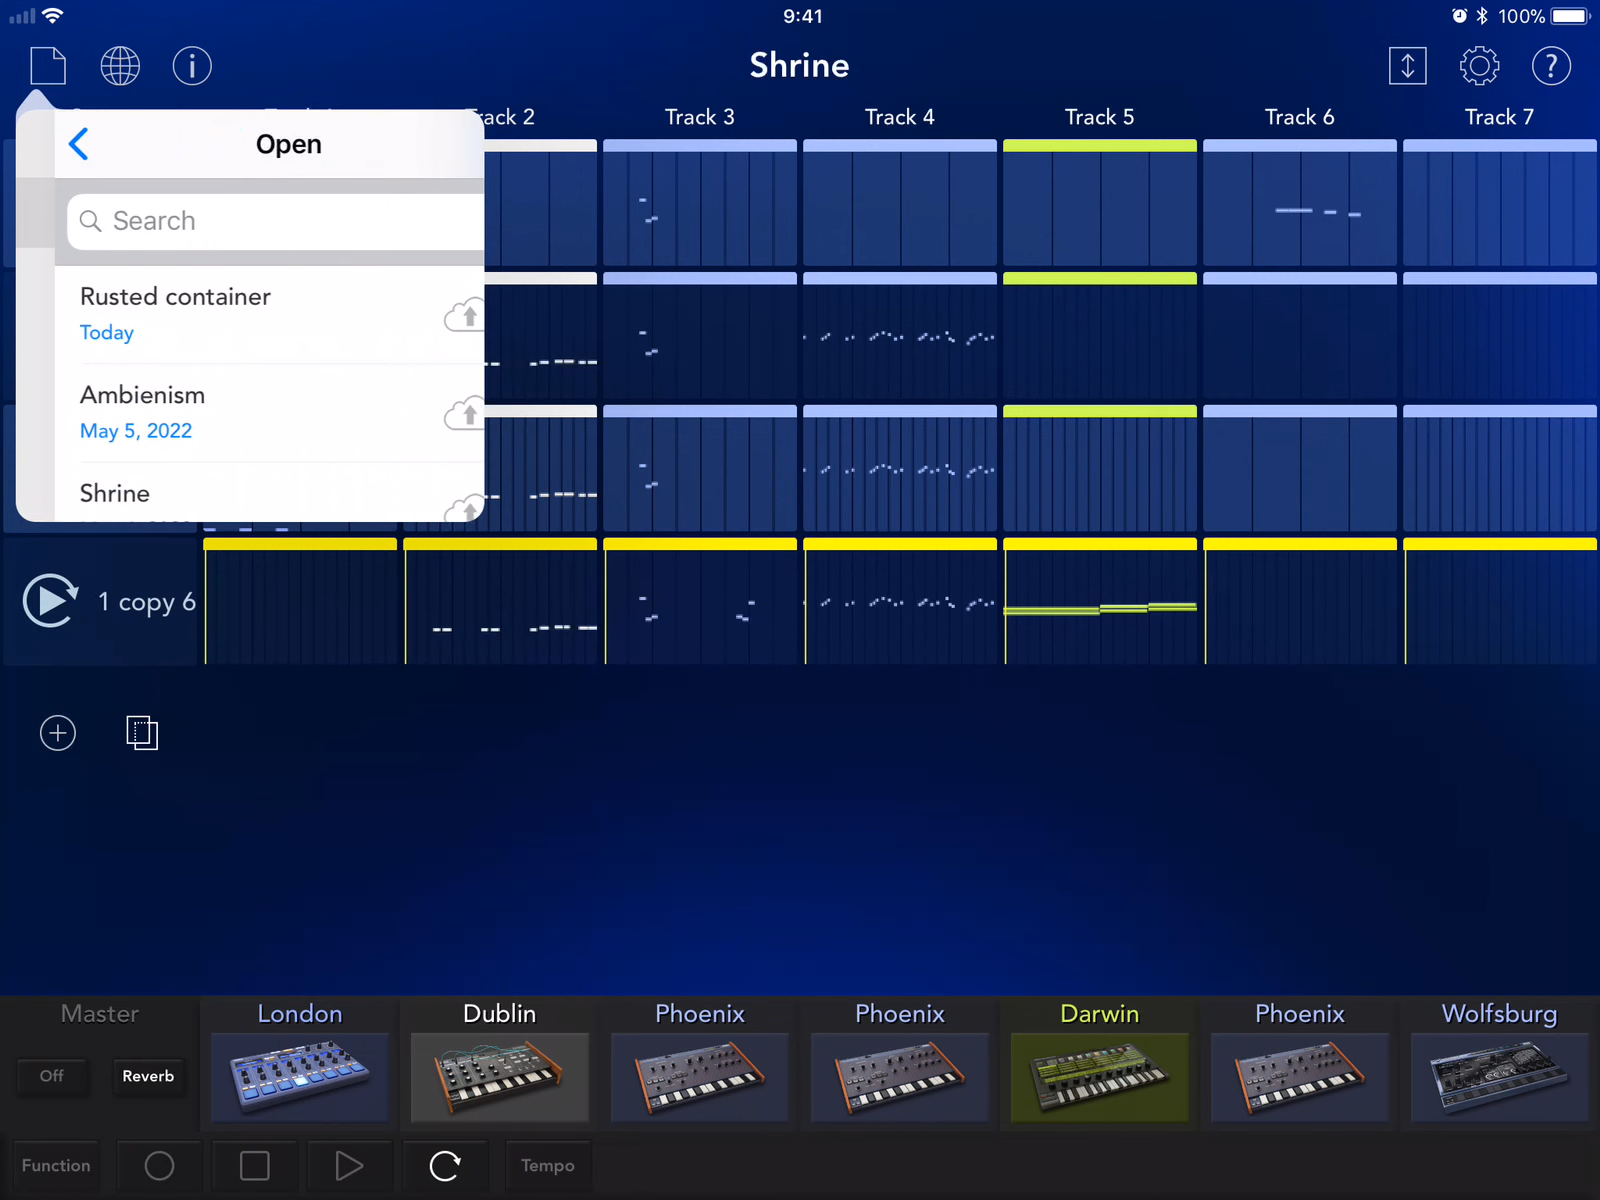 9:41
100%
Shrine
rack 2
Track 3
Track 4
Track 5
Track 6
Track 7
Open
Search
Rusted container
Today
Ambienism
May 5, 2022
Shrine
1 copy 6
Master
London
Dublin
Phoenix
Phoenix
Darwin
Phoenix
Wolfsburg
Off
Reverb
Function
Tempo